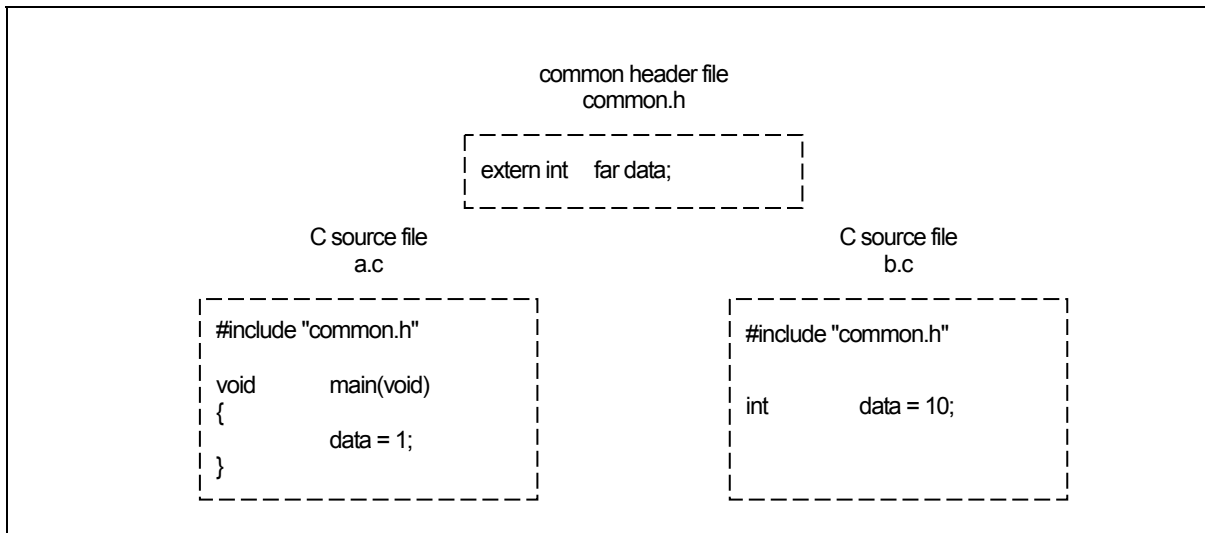 common header file
common.h
extern int far data;
C source file
a.c
#include "common.h"
void main(void)
{
data = 1;
}
C source file
b.c
#include "common.h"
int data = 10;